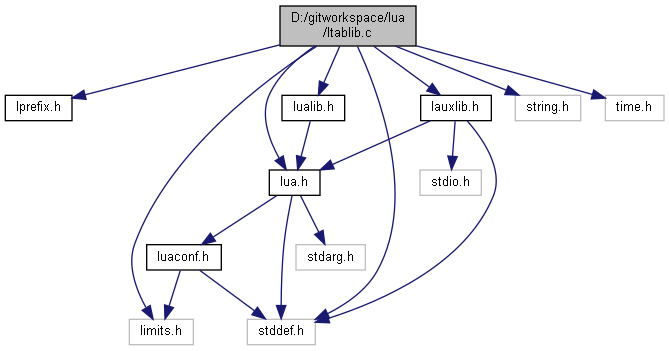 D:/gitworkspace/lua
/ltablib.c
lprefix.h
lualib.h
lauxlib.h
string.h
time.h
lua.h
stdio.h
luaconf.h
stdarg.h
limits.h
stddef.h